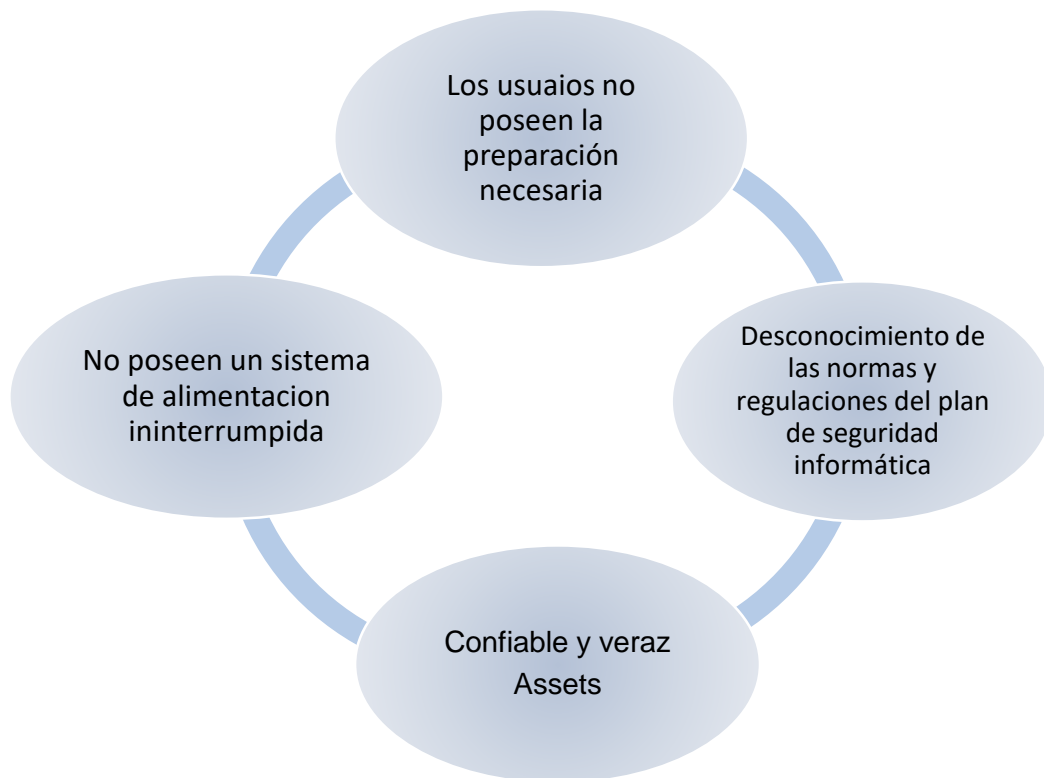 Los usuaios no
poseen la
preparación
necesaria
No poseen un sistema
de alimentacion
ininterrumpida
Desconocimiento de
las normas y
regulaciones del plan
de seguridad
informática
Confiable y veraz
Assets